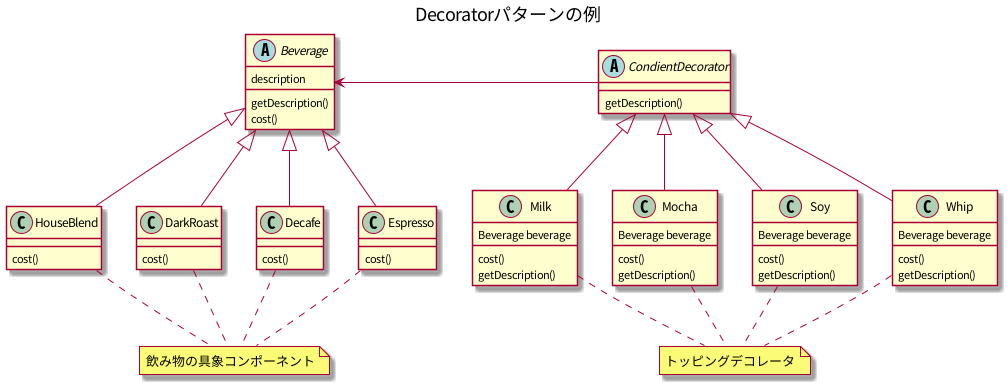 Decoratorパターンの例
A Beverage
description
getDescription()
cost()
A CondientDecorator
getDescription()
C HouseBlend
cost()
C DarkRoast
cost()
C Decafe
cost()
C Espresso
cost()
C Milk
Beverage beverage
cost()
getDescription()
C Mocha
Beverage beverage
cost()
getDescription()
C Soy
Beverage beverage
cost()
getDescription()
C Whip
Beverage beverage
cost()
getDescription()
飲み物の具象コンポーネント
トッピングデコレータ